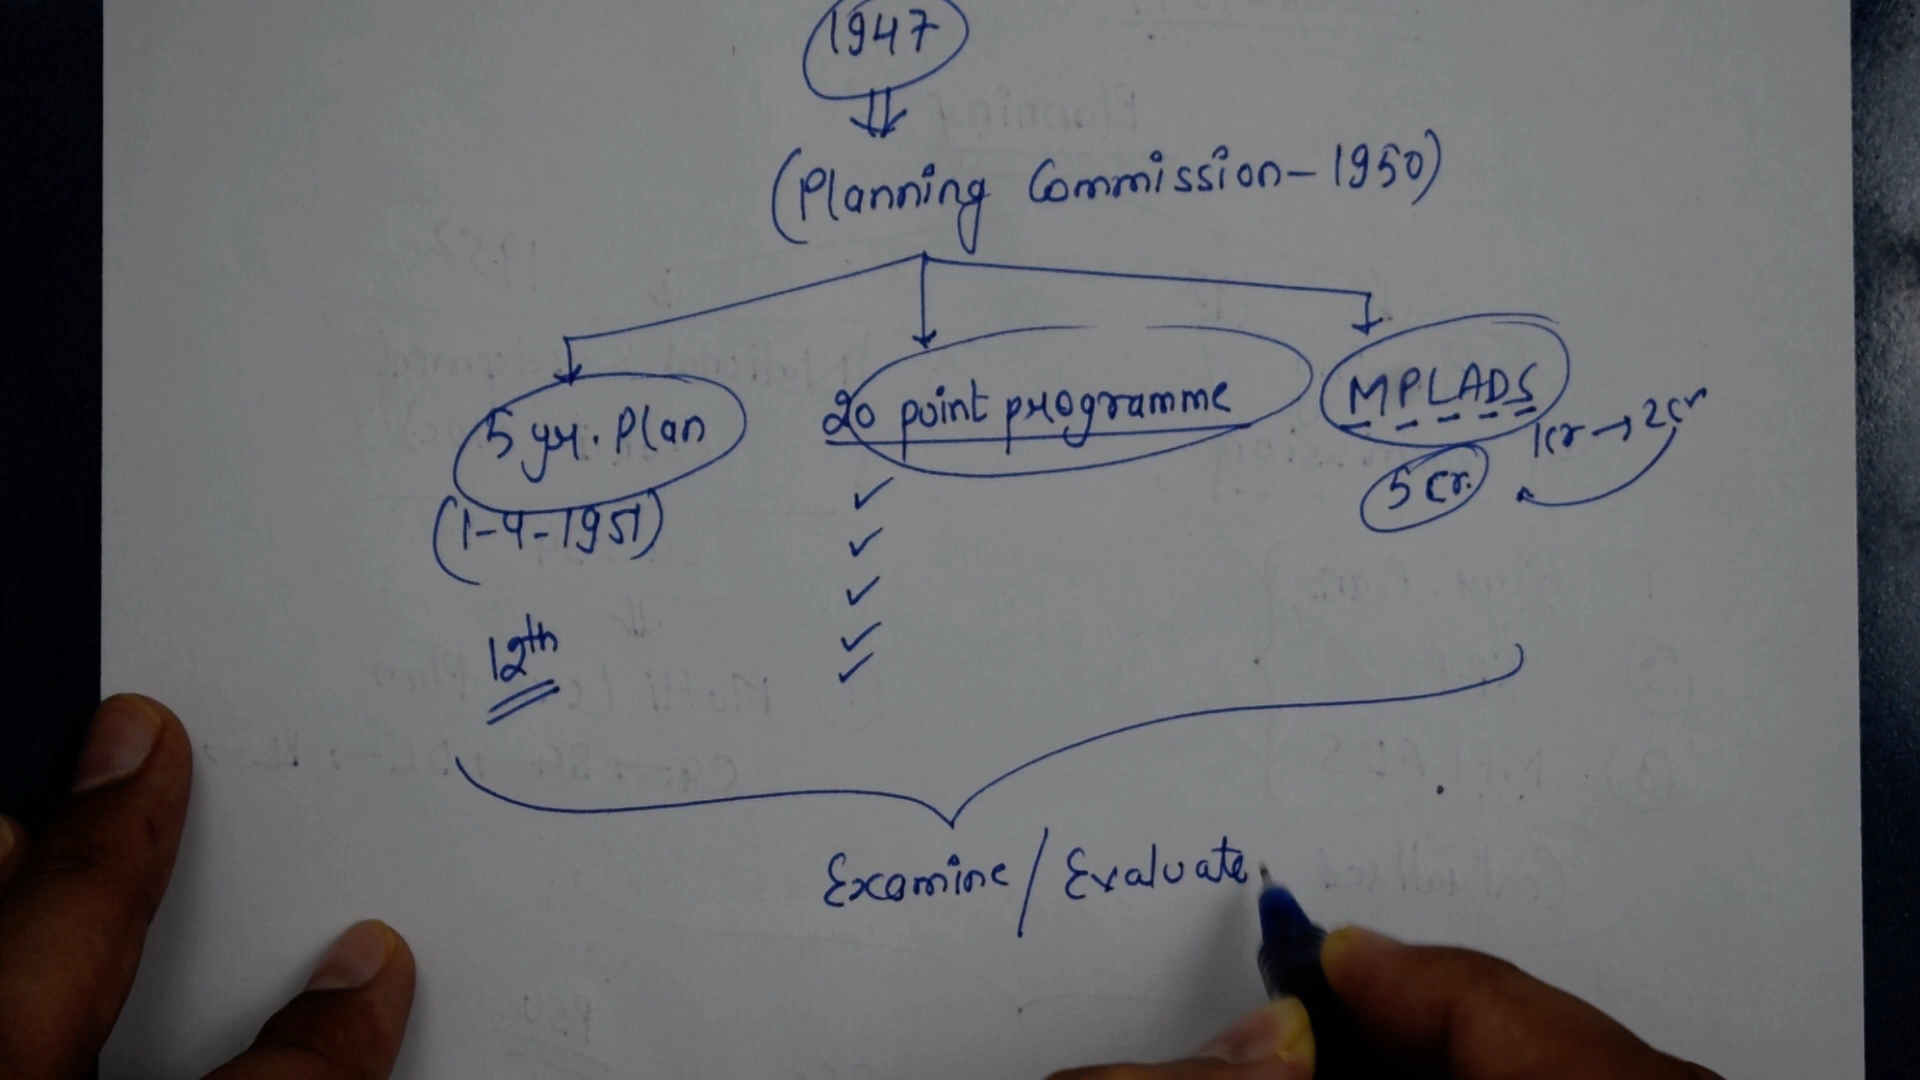 1947
(Planning Commission-1950)
5 yr. Plan
20 point programme
MPLADS
1cr → 2cr
5 Cr.
(1-4-1951)
12th
Examine/Evaluate